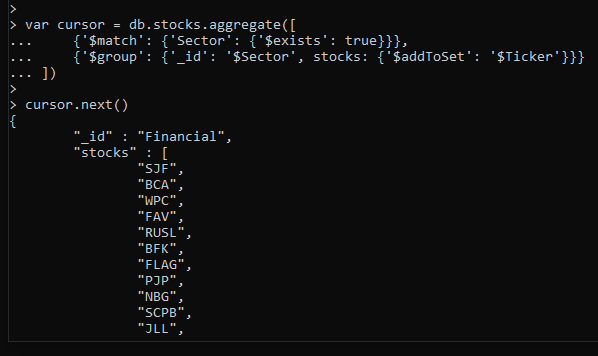 >
> var cursor = db.stocks.aggregate([
...     {'$match': {'Sector': {'$exists': true}}},
...     {'$group': {'_id': '$Sector', stocks: {'$addToSet': '$Ticker'}}}
... ])
>
> cursor.next()
{
        "_id" : "Financial",
        "stocks" : [
                "SJF",
                "BCA",
                "WPC",
                "FAV",
                "RUSL",
                "BFK",
                "FLAG",
                "PJP",
                "NBG",
                "SCPB",
                "JLL",